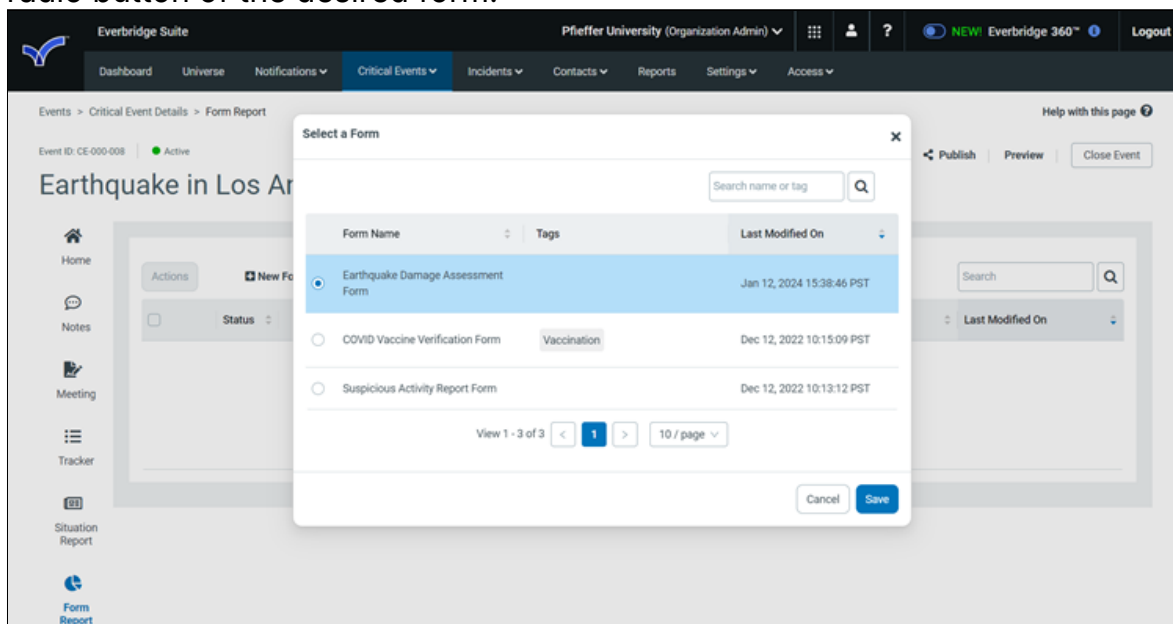 radio button of the desired form.
Everbridge Suite
Pfieffer University (Organization Admin)
?
NEW! Everbridge 360™
Logout
Dashboard Universe Notifications Critical Events Incidents Contacts Reports Settings Access
Events > Critical Event Details > Form Report
Help with this page
Event ID: CE-000-008
Active
Publish
Preview
Close Event
Earthquake in Los An
Home
Notes
Meeting
Tracker
Situation
Report
Form
Report
Actions
New Fo
Search
Status
Last Modified On
Select a Form
Search name or tag
Form Name Tags Last Modified On
Earthquake Damage Assessment
Form
Jan 12, 2024 15:38:46 PST
COVID Vaccine Verification Form Vaccination Dec 12, 2022 10:15:09 PST
Suspicious Activity Report Form Dec 12, 2022 10:13:12 PST
View 1 - 3 of 3 < 1 > 10 / page
Cancel Save